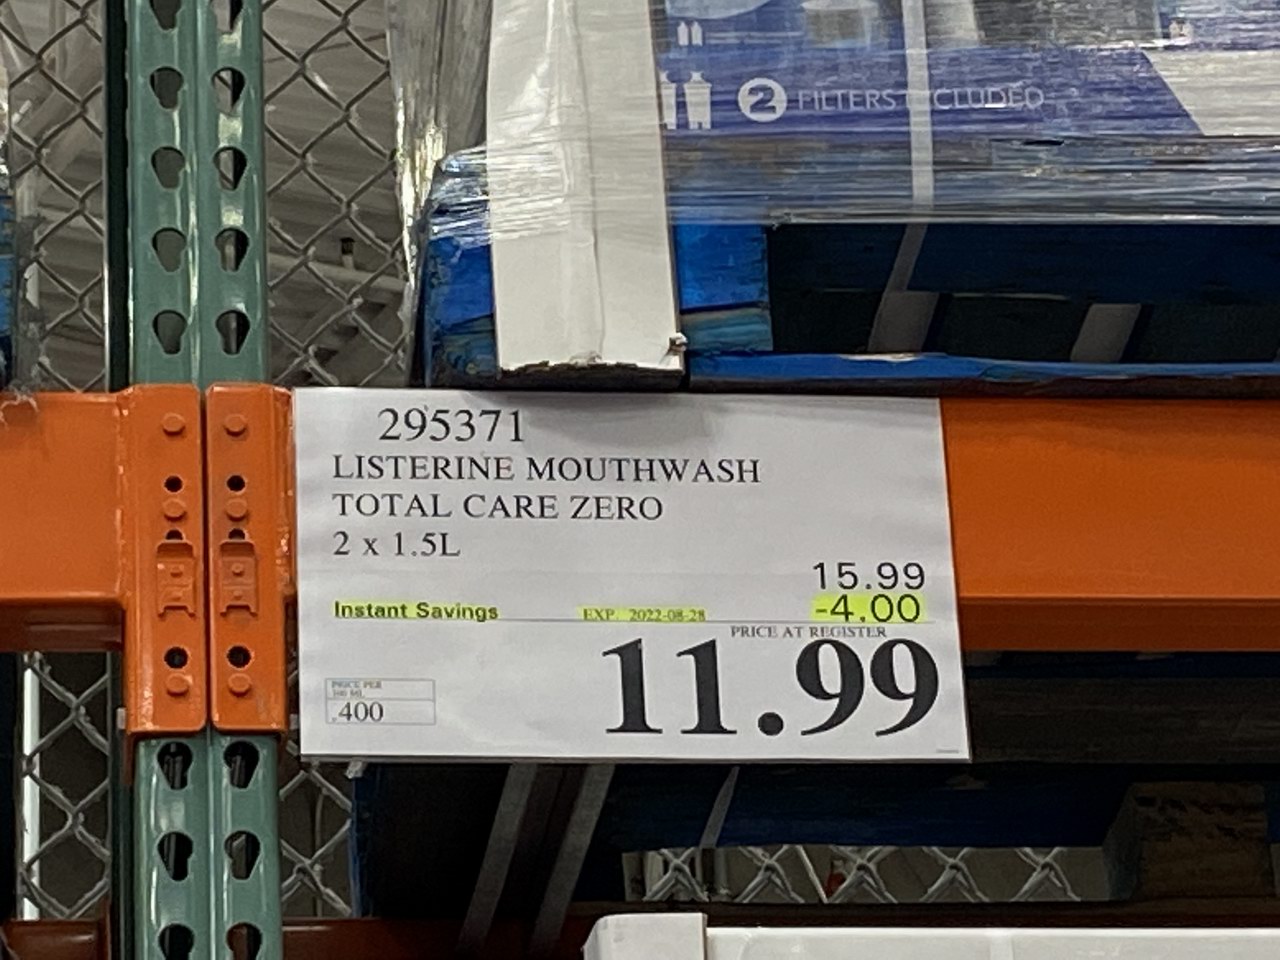 2 FILTERS INCLUDED
295371
LISTERINE MOUTHWASH
TOTAL CARE ZERO
2 x 1.5L
15.99
Instant Savings EXP. 2022-08-28 -4.00
PRICE AT REGISTER
11.99
PRICE PER
100 ML
.400